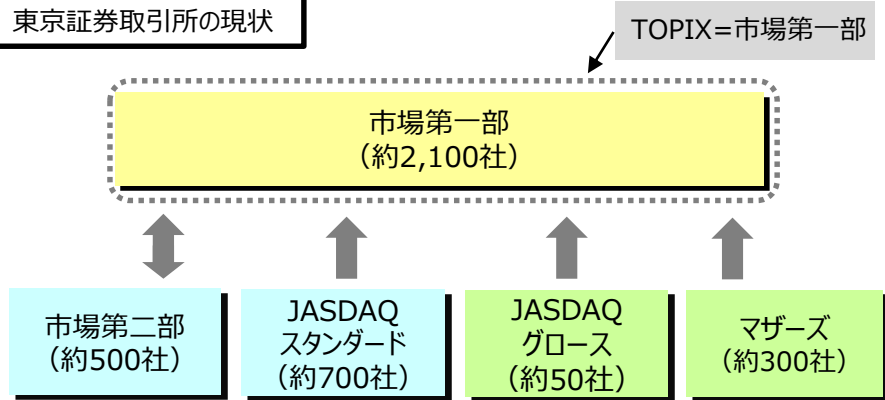 東京証券取引所の現状
TOPIX=市場第一部
市場第一部
（約2,100社）
市場第二部
（約500社）
JASDAQ
スタンダード
（約700社）
JASDAQ
グロース
（約50社）
マザーズ
（約300社）